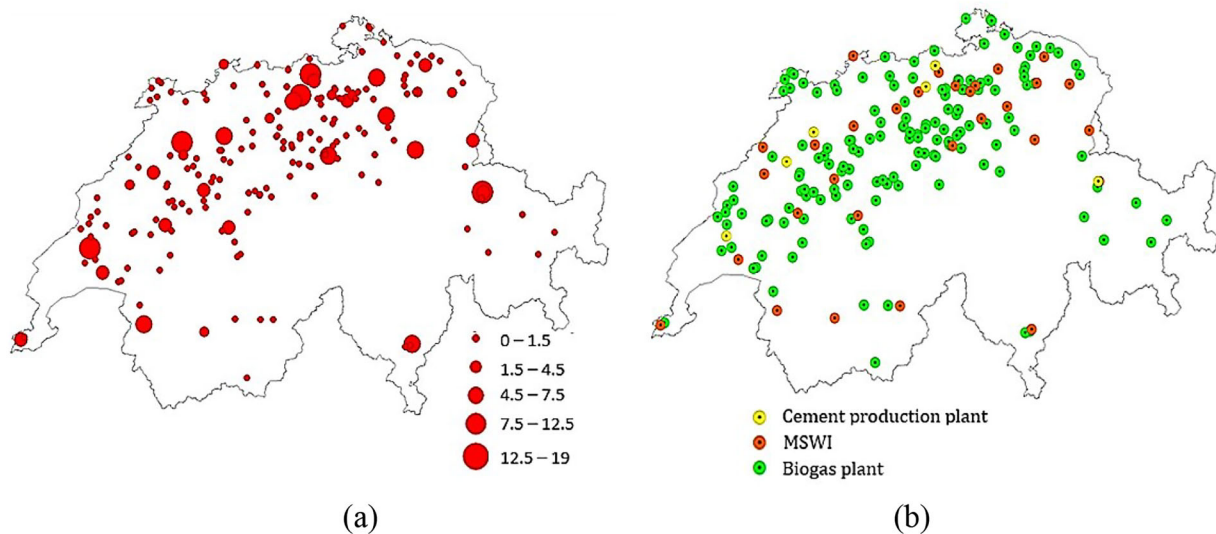 0 – 1.5
1.5 – 4.5
4.5 – 7.5
7.5 – 12.5
12.5 – 19
Cement production plant
MSWI
Biogas plant
(a)
(b)